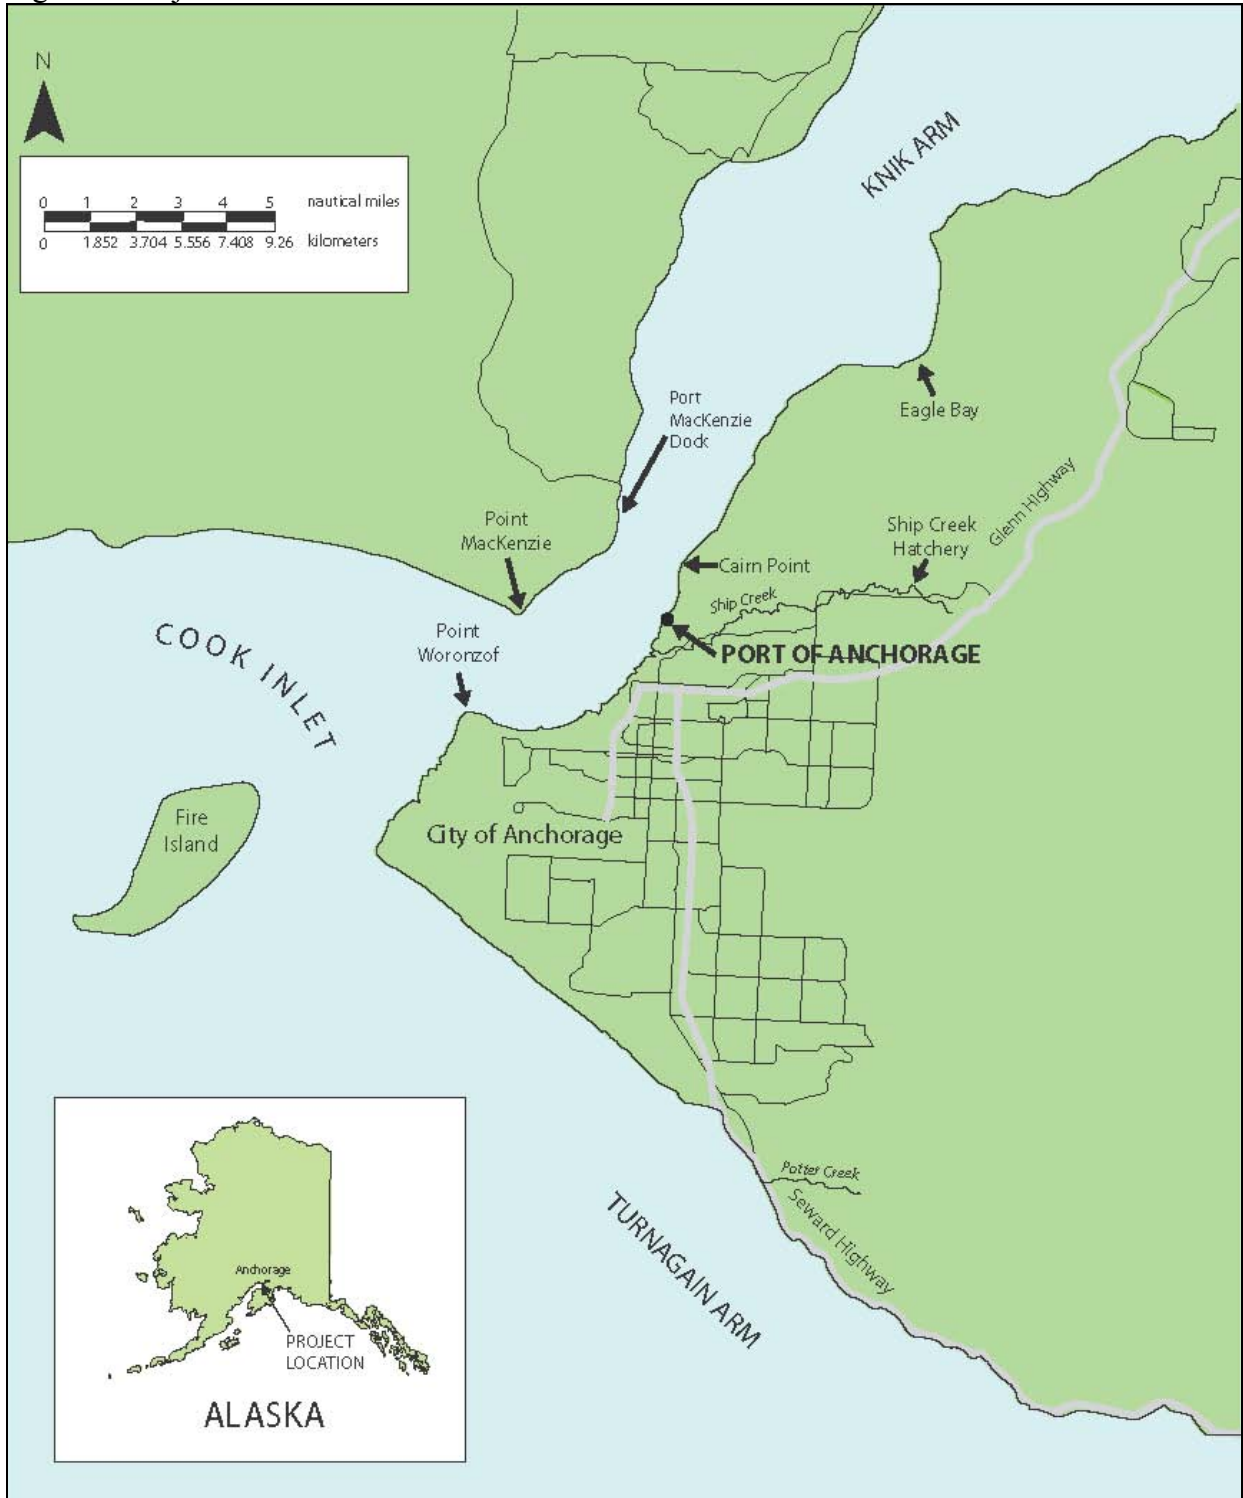 N
0 1 2 3 4 5 nautical miles
0 1.852 3.704 5.556 7.408 9.26 kilometers
KNIK ARM
Port
MacKenzie
Dock
Eagle Bay
Glenn Highway
Point
MacKenzie
Ship Creek
Hatchery
Cairn Point
Ship Creek
COOK INLET
Point
Woronzof
PORT OF ANCHORAGE
Fire
Island
City of Anchorage
Potter Creek
Seward Highway
TURNAGAIN ARM
Anchorage
PROJECT
LOCATION
ALASKA